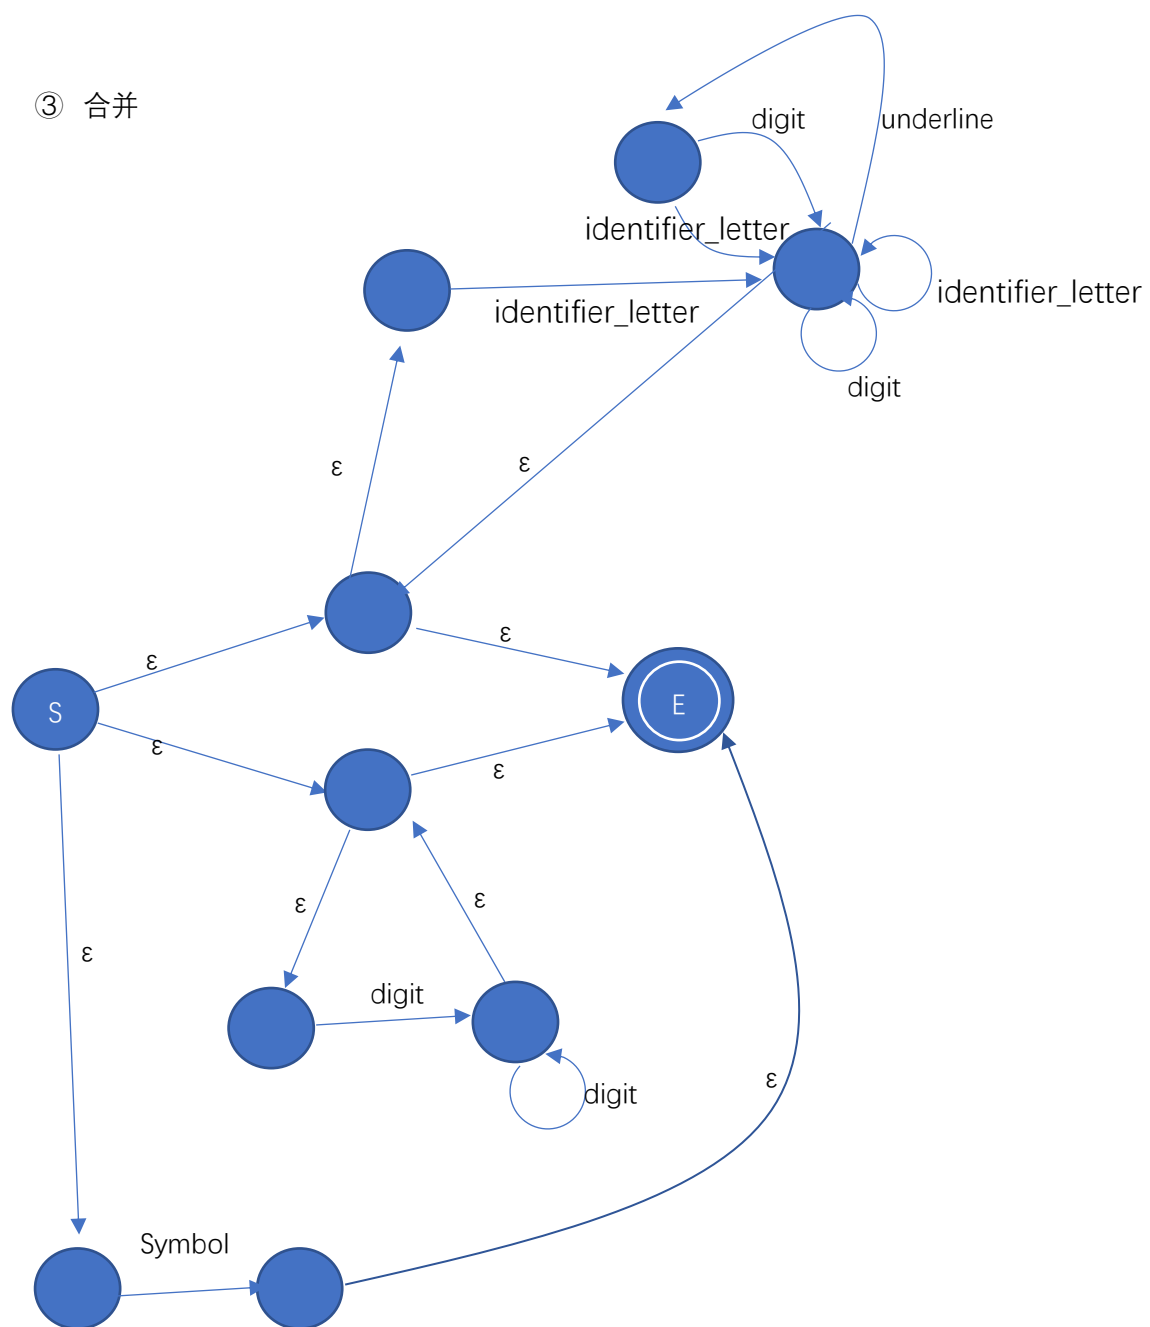 ③ 合并
digit
underline
identifier_letter
identifier_letter
identifier_letter
digit
ε
ε
ε
ε
S
E
ε
ε
ε
ε
ε
digit
digit
ε
Symbol